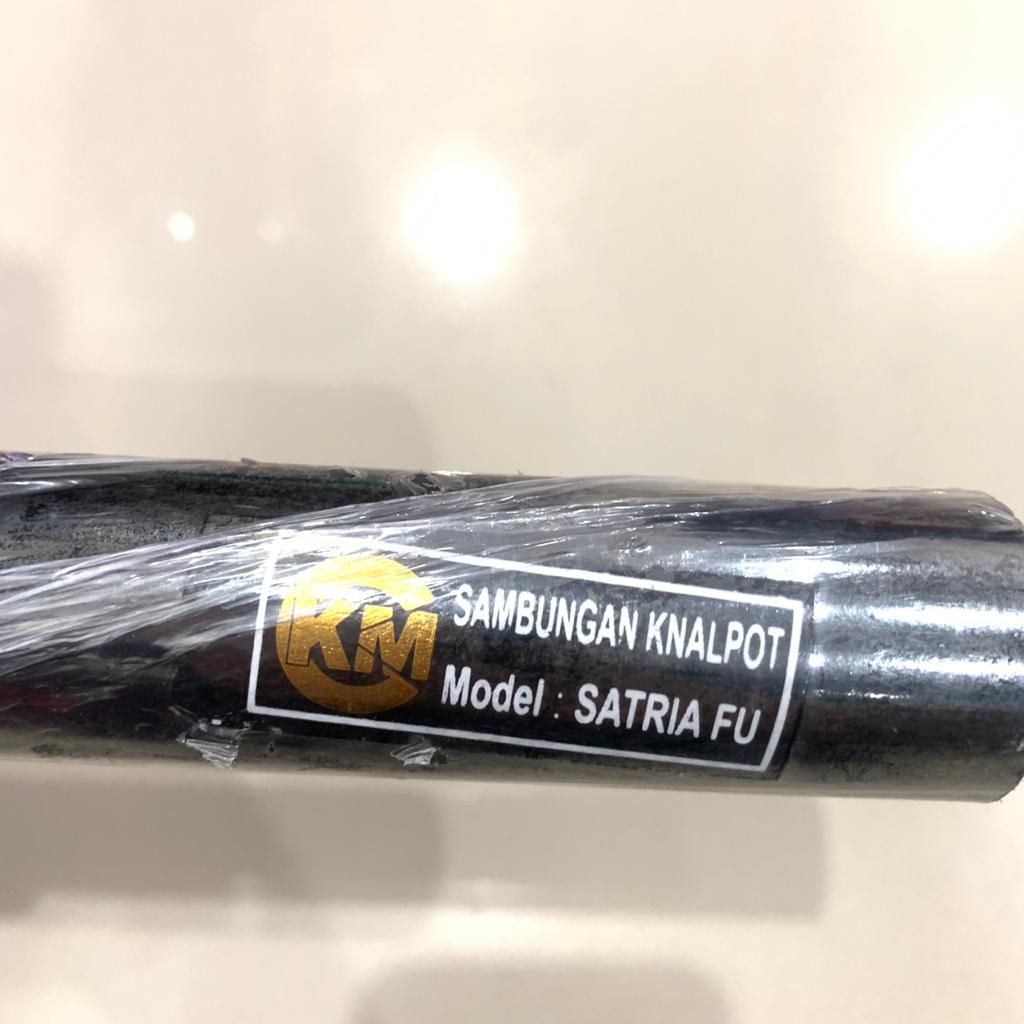 KM
SAMBUNGAN KNALPOT
Model : SATRIA FU